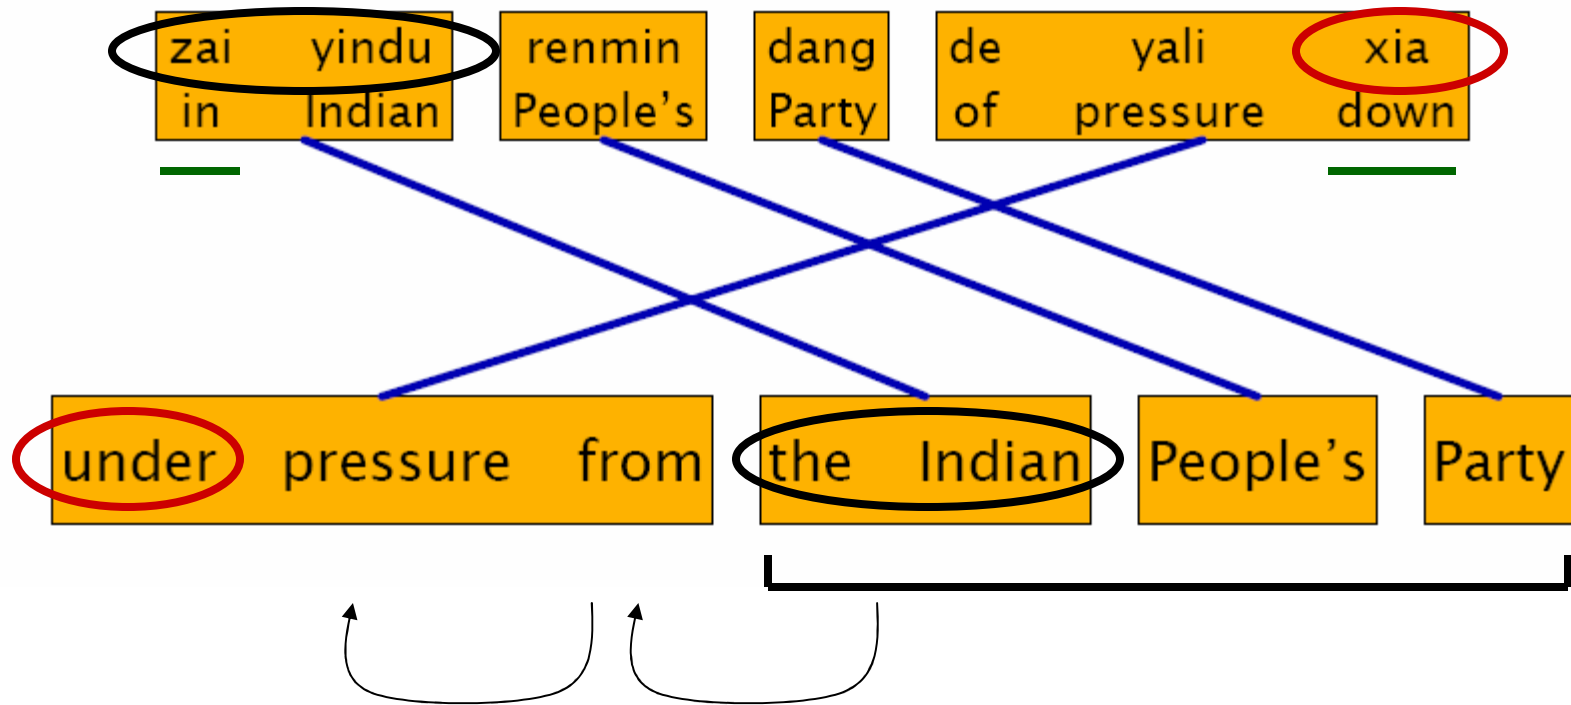 zai yindu renmin dang de yali xia
in Indian People’s Party of pressure down
under pressure from the Indian People’s Party